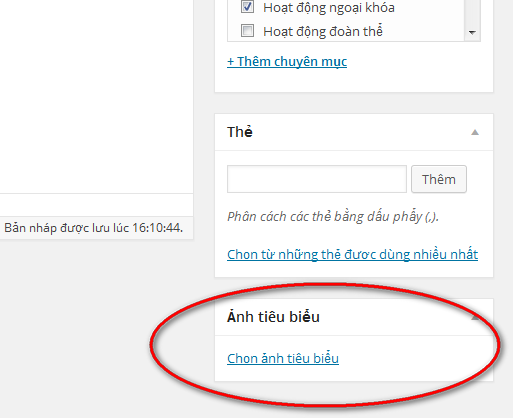 Hoạt động ngoại khóa
Hoạt động đoàn thể
+ Thêm chuyên mục
Thẻ
Thêm
Phân cách các thẻ bằng dấu phẩy (,).
Bản nháp được lưu lúc 16:10:44.
Chọn từ những thẻ được dùng nhiều nhất
Ảnh tiêu biểu
Chọn ảnh tiêu biểu